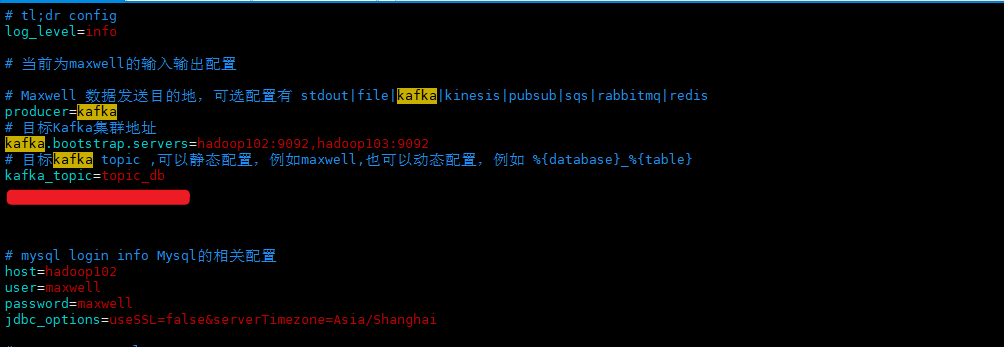 # tl;dr config
log_level=info
# 当前为maxwell的输入输出配置
# Maxwell 数据发送目的地，可选配置有 stdout|file|kafka|kinesis|pubsub|sqs|rabbitmq|redis
producer=kafka
# 目标Kafka集群地址
kafka.bootstrap.servers=hadoop102:9092,hadoop103:9092
# 目标kafka topic ,可以静态配置，例如maxwell,也可以动态配置，例如 %{database}_%{table}
kafka_topic=topic_db
# mysql login info Mysql的相关配置
host=hadoop102
user=maxwell
password=maxwell
jdbc_options=useSSL=false&serverTimezone=Asia/Shanghai